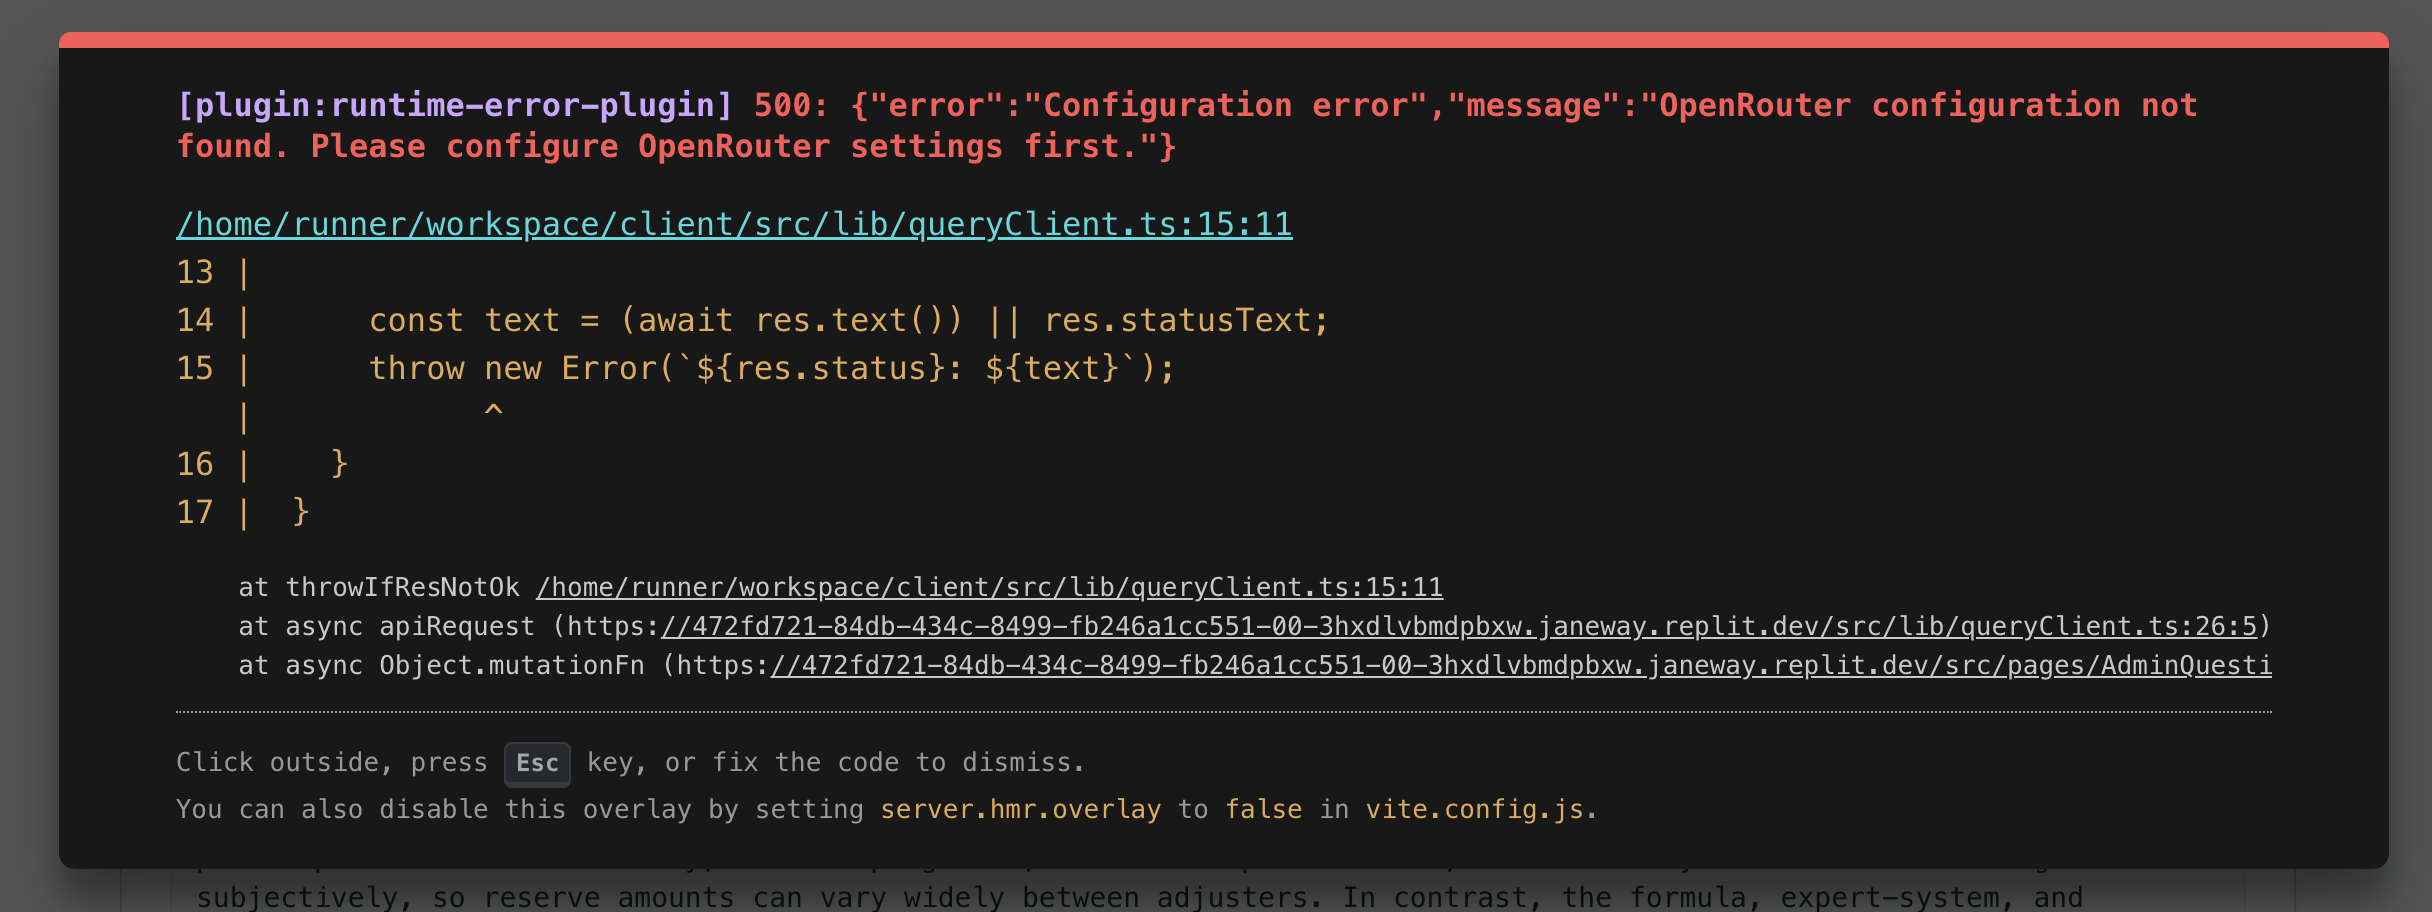 [plugin:runtime-error-plugin] 500: {"error":"Configuration error","message":"OpenRouter configuration not
found. Please configure OpenRouter settings first."}
/home/runner/workspace/client/src/lib/queryClient.ts:15:11
13 |
14 |      const text = (await res.text()) || res.statusText;
15 |      throw new Error(`${res.status}: ${text}`);
   |            ^
16 |    }
17 |  }
at throwIfResNotOk /home/runner/workspace/client/src/lib/queryClient.ts:15:11
at async apiRequest (https://472fd721-84db-434c-8499-fb246a1cc551-00-3hxdlvbmdpbxw.janeway.replit.dev/src/lib/queryClient.ts:26:5)
at async Object.mutationFn (https://472fd721-84db-434c-8499-fb246a1cc551-00-3hxdlvbmdpbxw.janeway.replit.dev/src/pages/AdminQuesti
Click outside, press Esc key, or fix the code to dismiss.
You can also disable this overlay by setting server.hmr.overlay to false in vite.config.js.
subjectively, so reserve amounts can vary widely between adjusters. In contrast, the formula, expert-system, and